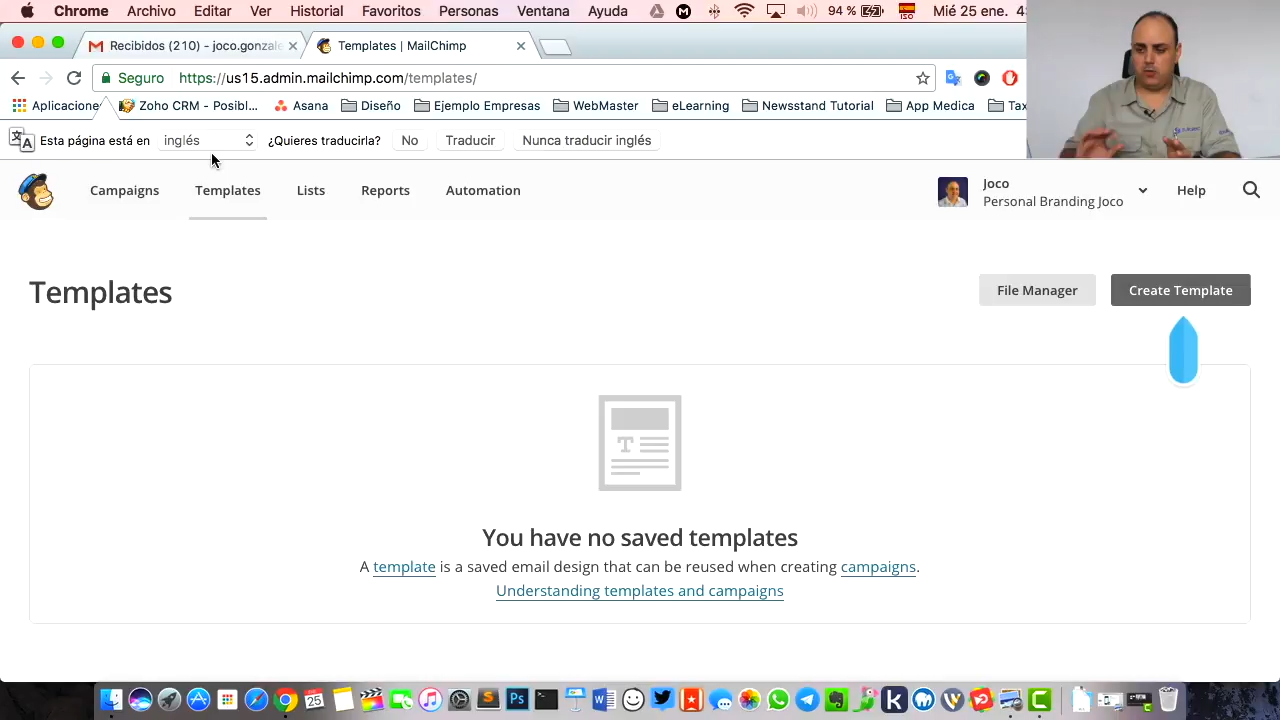 Chrome Archivo Editar Ver Historial Favoritos Personas Ventana Ayuda 94 % Mié 25 ene.
Recibidos (210) - joco.gonzale
Templates | MailChimp
Seguro https://us15.admin.mailchimp.com/templates/
Aplicacione Zoho CRM - Posibl... Asana Diseño Ejemplo Empresas WebMaster eLearning Newsstand Tutorial App Medica Tax
Esta página está en inglés ¿Quieres traducirla? No Traducir Nunca traducir inglés
Campaigns Templates Lists Reports Automation
Joco
Personal Branding Joco
Help
Templates
File Manager Create Template
You have no saved templates
A template is a saved email design that can be reused when creating campaigns.
Understanding templates and campaigns